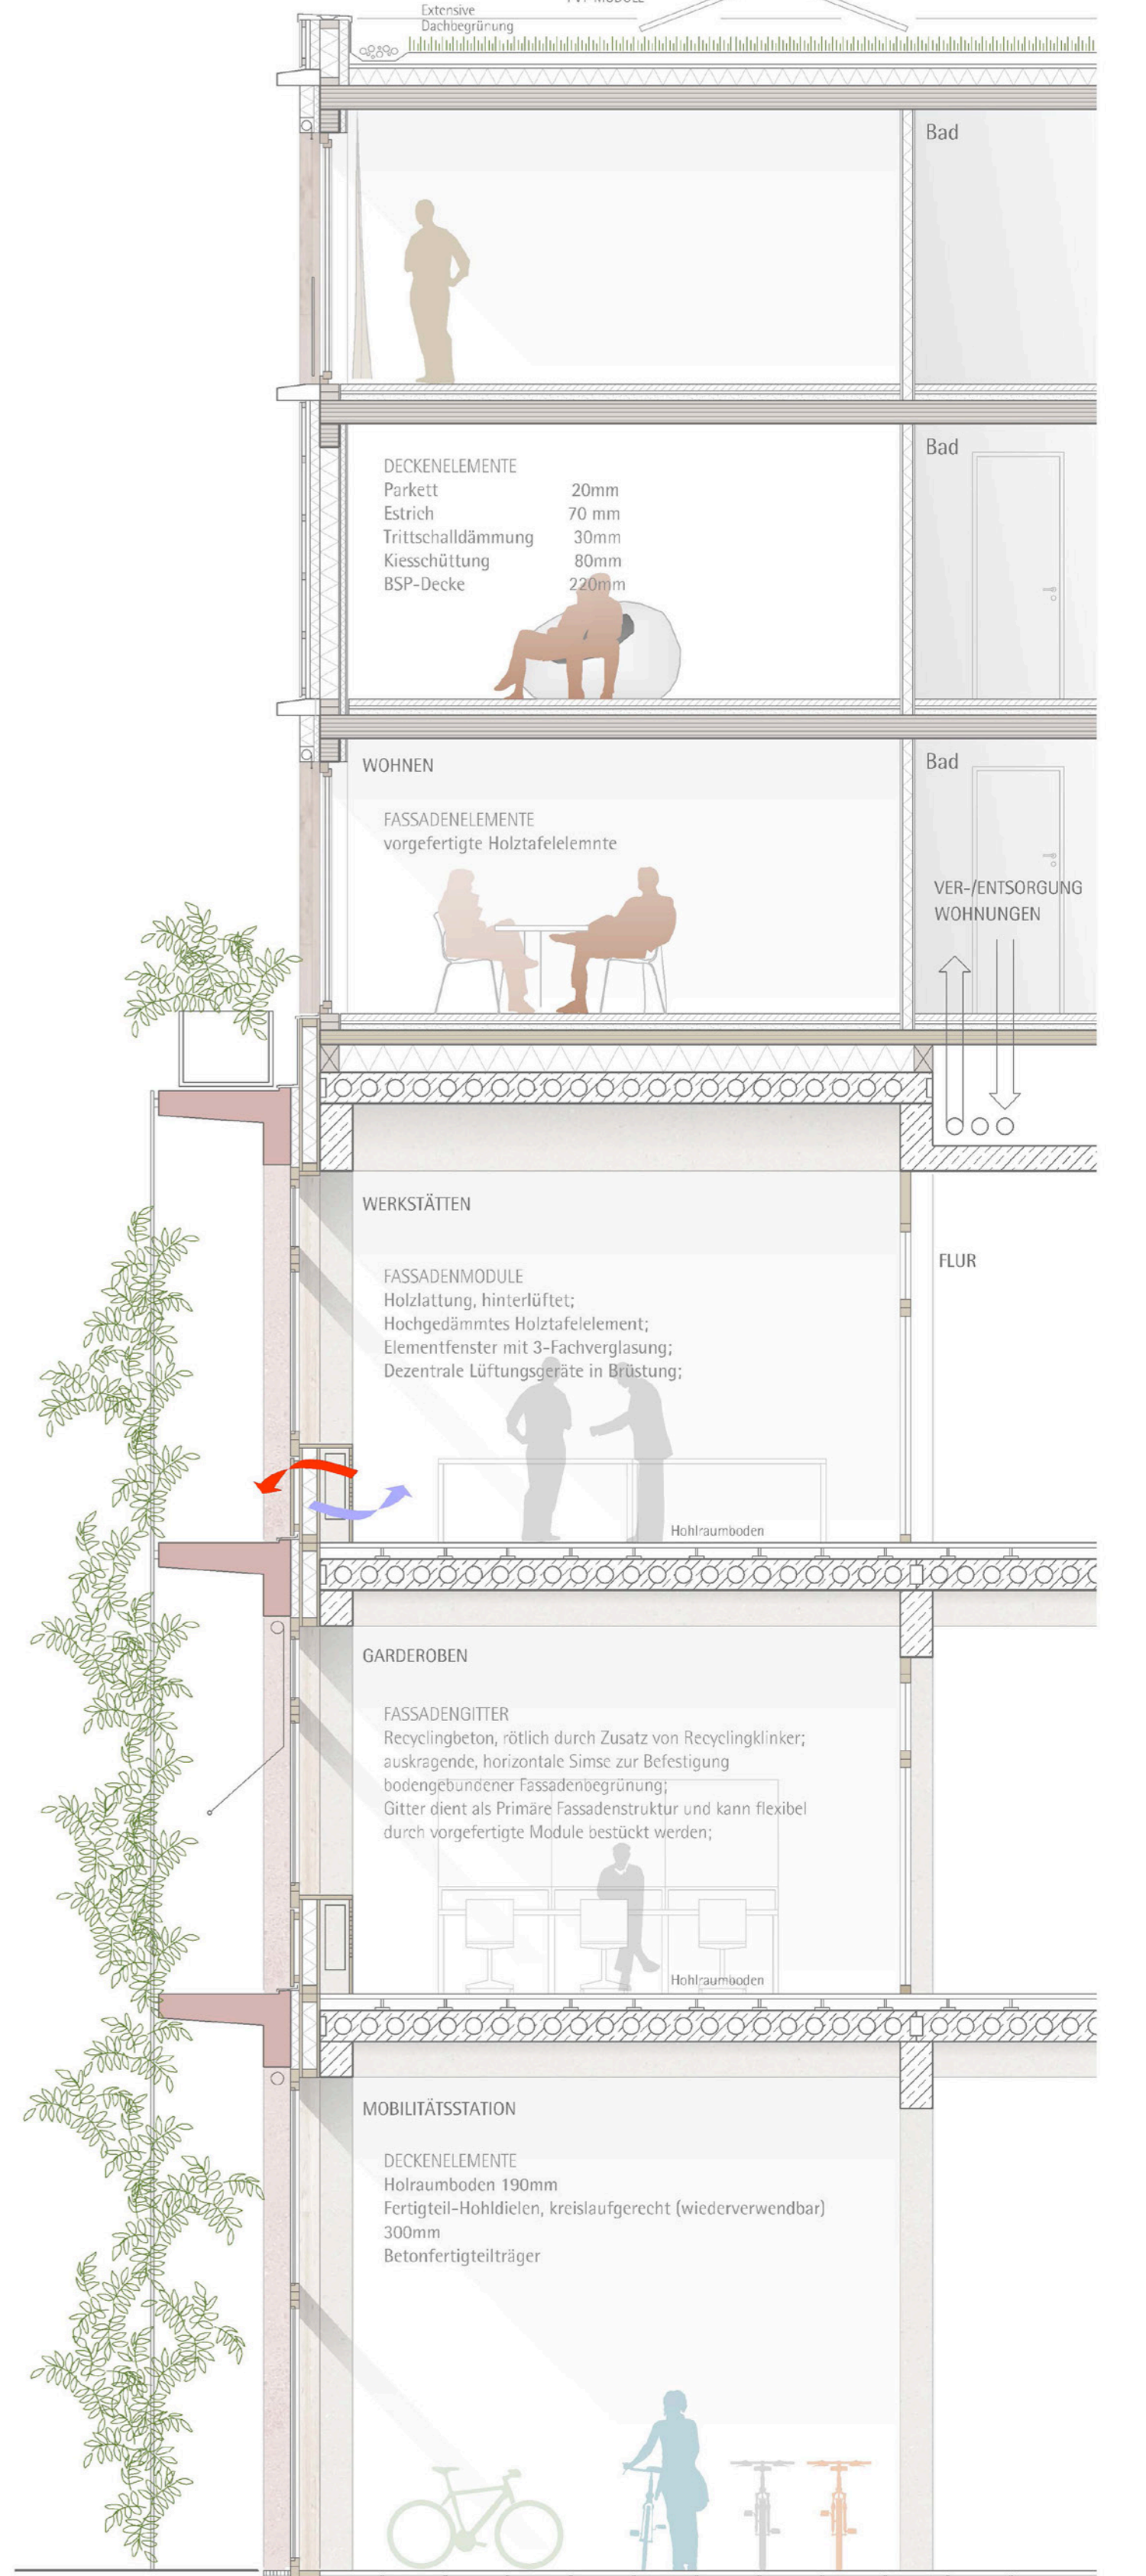 Extensive
Dachbegrünung
Bad
Bad
DECKENELEMENTE
Parkett 20mm
Estrich 70 mm
Trittschalldämmung 30mm
Kiesschüttung 80mm
BSP-Decke 220mm
WOHNEN
Bad
FASSADENELEMENTE
vorgefertigte Holztafelelemnte
VER-/ENTSORGUNG
WOHNUNGEN
WERKSTÄTTEN
FLUR
FASSADENMODULE
Holzlattung, hinterlüftet;
Hochgedämmtes Holztafelelement;
Elementfenster mit 3-Fachverglasung;
Dezentrale Lüftungsgeräte in Brüstung;
Hohlraumboden
GARDEROBEN
FASSADENGITTER
Recyclingbeton, rötlich durch Zusatz von Recyclingklinker;
auskragende, horizontale Simse zur Befestigung
bodengebundener Fassadenbegrünung;
Gitter dient als Primäre Fassadenstruktur und kann flexibel
durch vorgefertigte Module bestückt werden;
Hohlraumboden
MOBILITÄTSSTATION
DECKENELEMENTE
Holraumboden 190mm
Fertigteil-Hohldielen, kreislaufgerecht (wiederverwendbar)
300mm
Betonfertigteilträger